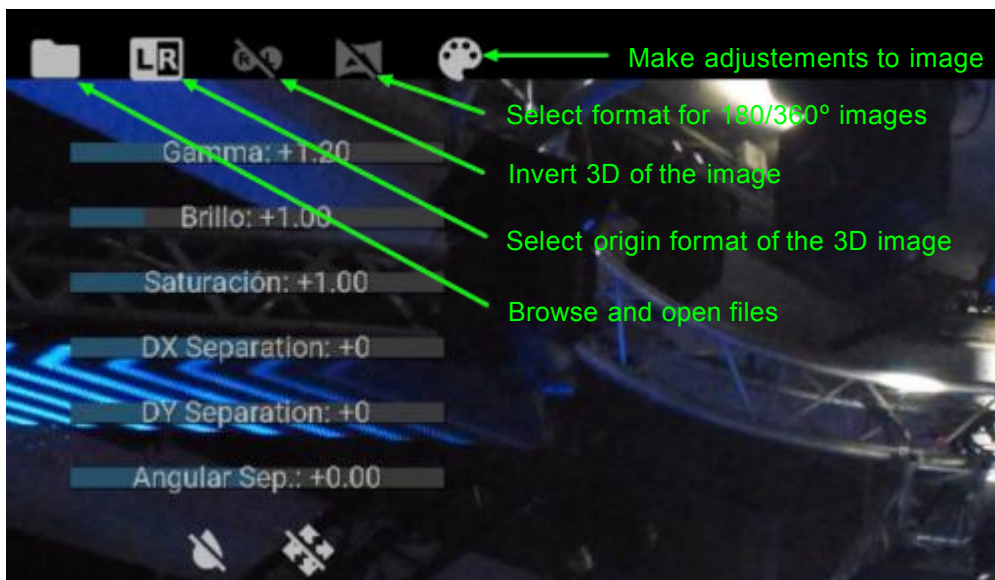 LR
RL
Make adjustements to image
Select format for 180/360º images
Gamma: +1.20
Invert 3D of the image
Brillo: +1.00
Select origin format of the 3D image
Saturación: +1.00
Browse and open files
DX Separation: +0
DY Separation: +0
Angular Sep.: +0.00